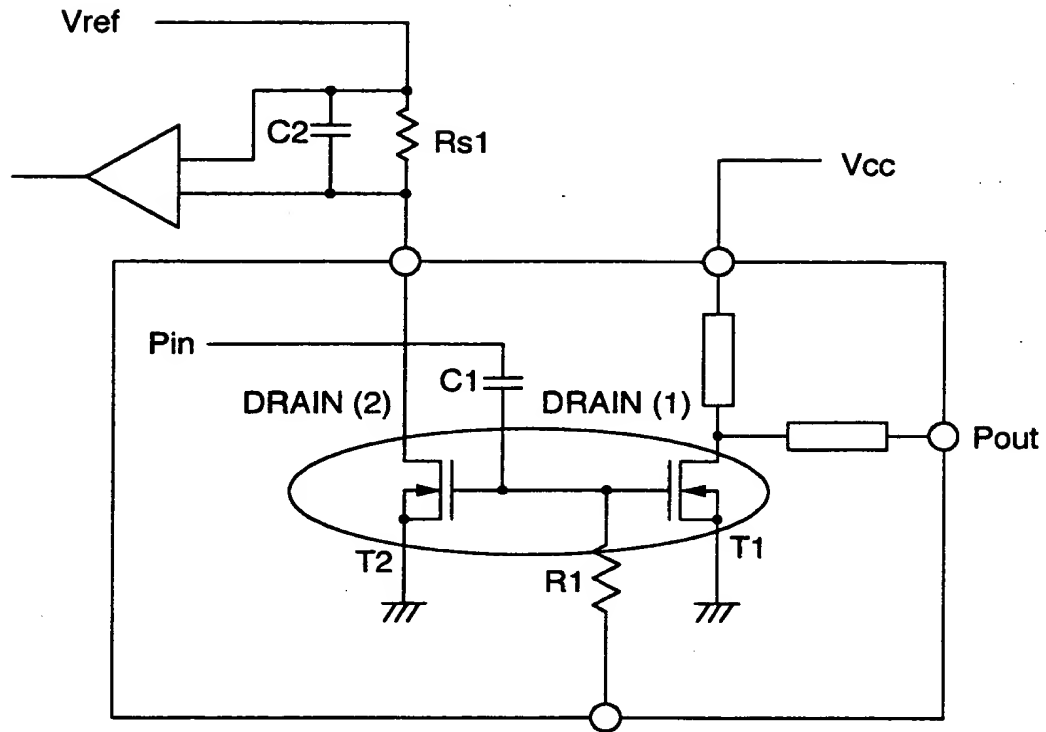 Vref
C2
Rs1
Vcc
Pin
C1
DRAIN (2)
DRAIN (1)
Pout
T2
T1
R1